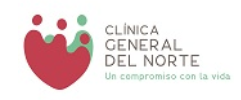 CLÍNICA
GENERAL
DEL NORTE
Un compromiso con la vida